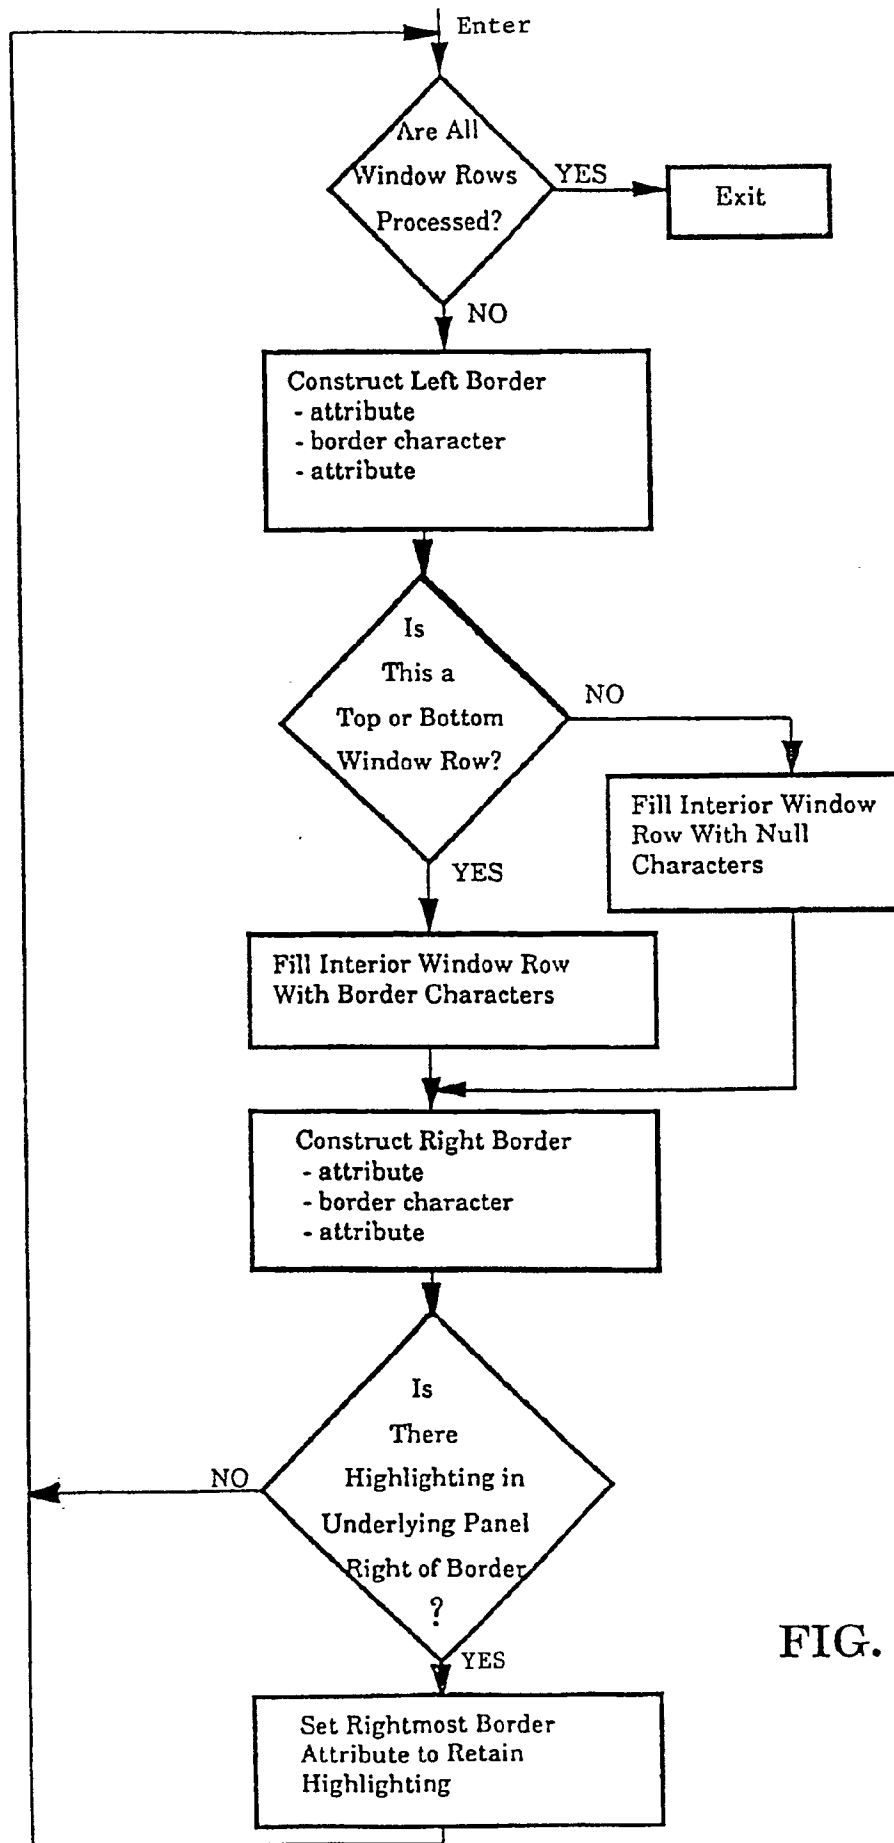 Enter
Are All
Window Rows
Processed?
YES
Exit
NO
Construct Left Border
- attribute
- border character
- attribute
Is
This a
Top or Bottom
Window Row?
NO
Fill Interior Window
Row With Null
Characters
YES
Fill Interior Window Row
With Border Characters
Construct Right Border
- attribute
- border character
- attribute
Is
There
Highlighting in
Underlying Panel
Right of Border
?
NO
YES
FIG.
Set Rightmost Border
Attribute to Retain
Highlighting